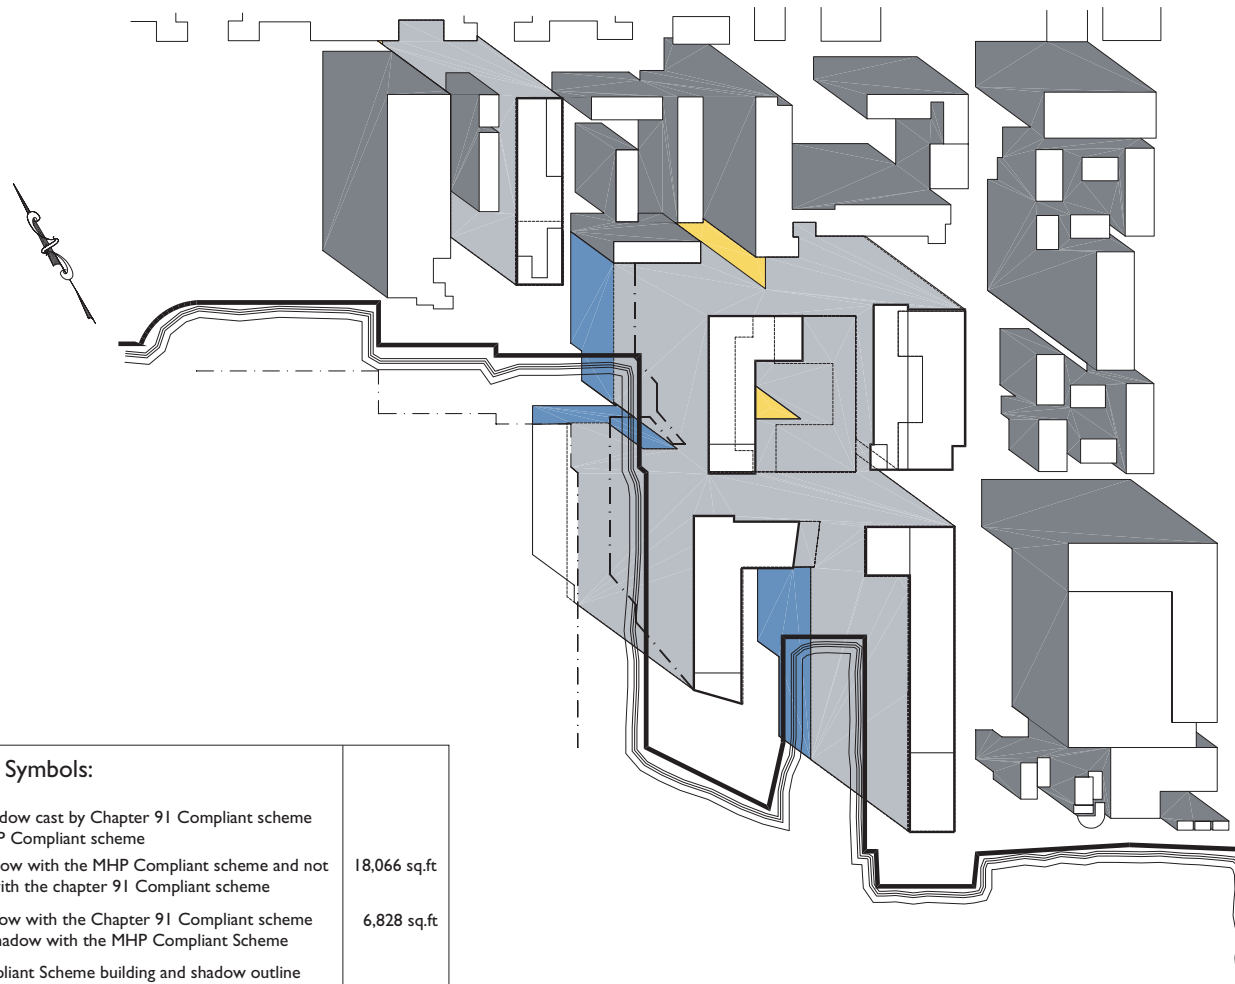 Symbols:
dow cast by Chapter 91 Compliant scheme
P Compliant scheme
ow with the MHP Compliant scheme and not
18,066 sq.ft
vith the chapter 91 Compliant scheme
ow with the Chapter 91 Compliant scheme
6,828 sq.ft
hadow with the MHP Compliant Scheme
pliant Scheme building and shadow outline